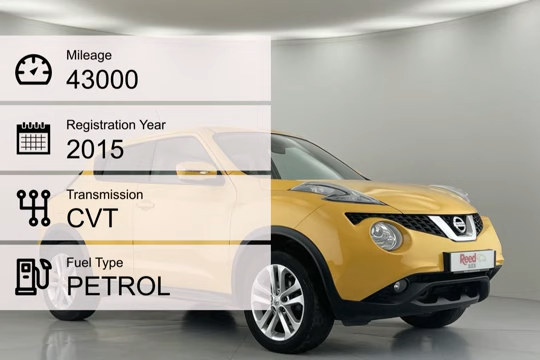 Mileage
43000
Registration Year
2015
Transmission
CVT
Fuel Type
PETROL
Reed